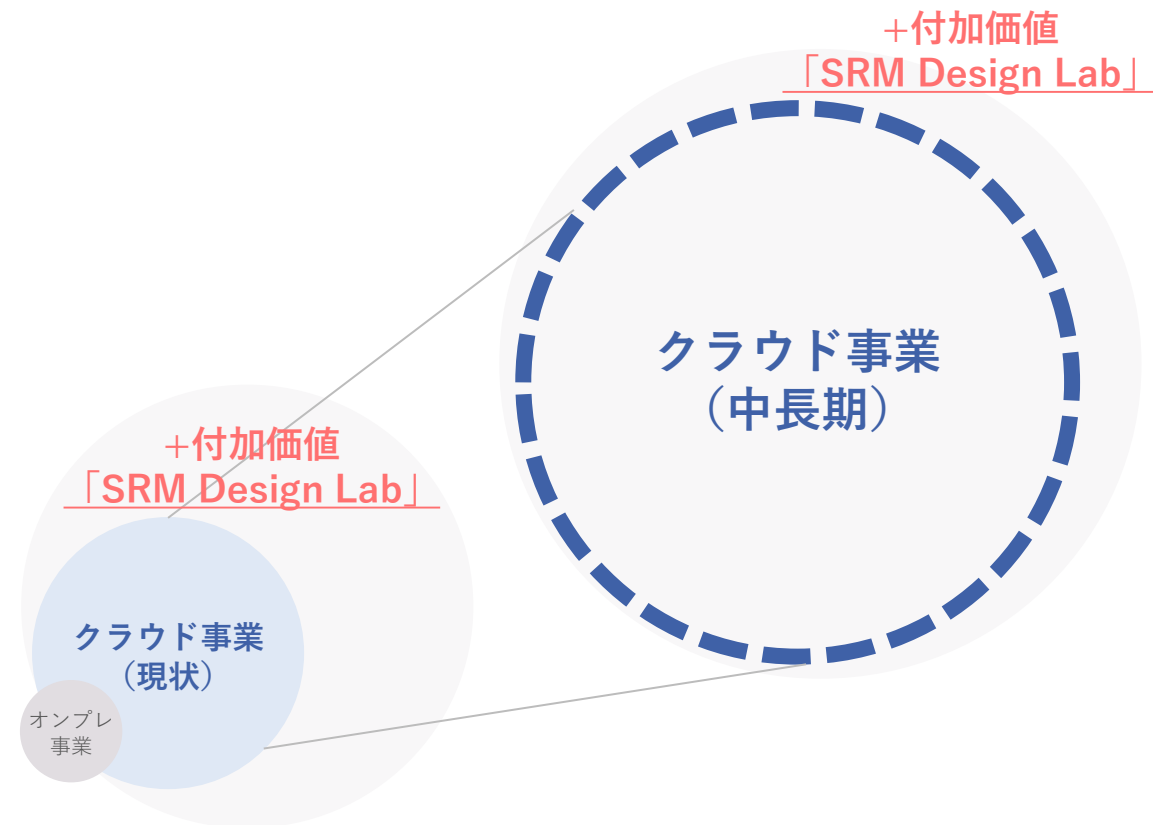 +付加価値
「SRM Design Lab」
クラウド事業
（中長期）
+付加価値
「SRM Design Lab」
クラウド事業
（現状）
オンプレ
事業